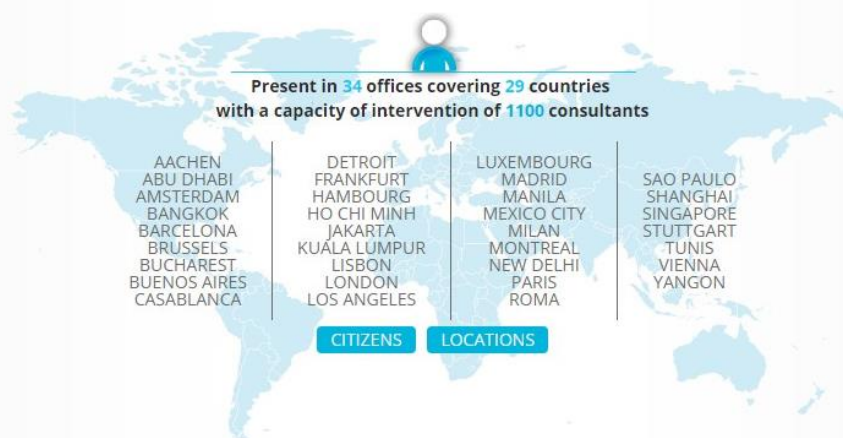 Present in 34 offices covering 29 countries
with a capacity of intervention of 1100 consultants
AACHEN
ABU DHABI
AMSTERDAM
BANGKOK
BARCELONA
BRUSSELS
BUCHAREST
BUENOS AIRES
CASABLANCA
DETROIT
FRANKFURT
HAMBOURG
HO CHI MINH
JAKARTA
KUALA LUMPUR
LISBON
LONDON
LOS ANGELES
LUXEMBOURG
MADRID
MANILA
MEXICO CITY
MILAN
MONTREAL
NEW DELHI
PARIS
ROMA
SAO PAULO
SHANGHAI
SINGAPORE
STUTTGART
TUNIS
VIENNA
YANGON
CITIZENS
LOCATIONS